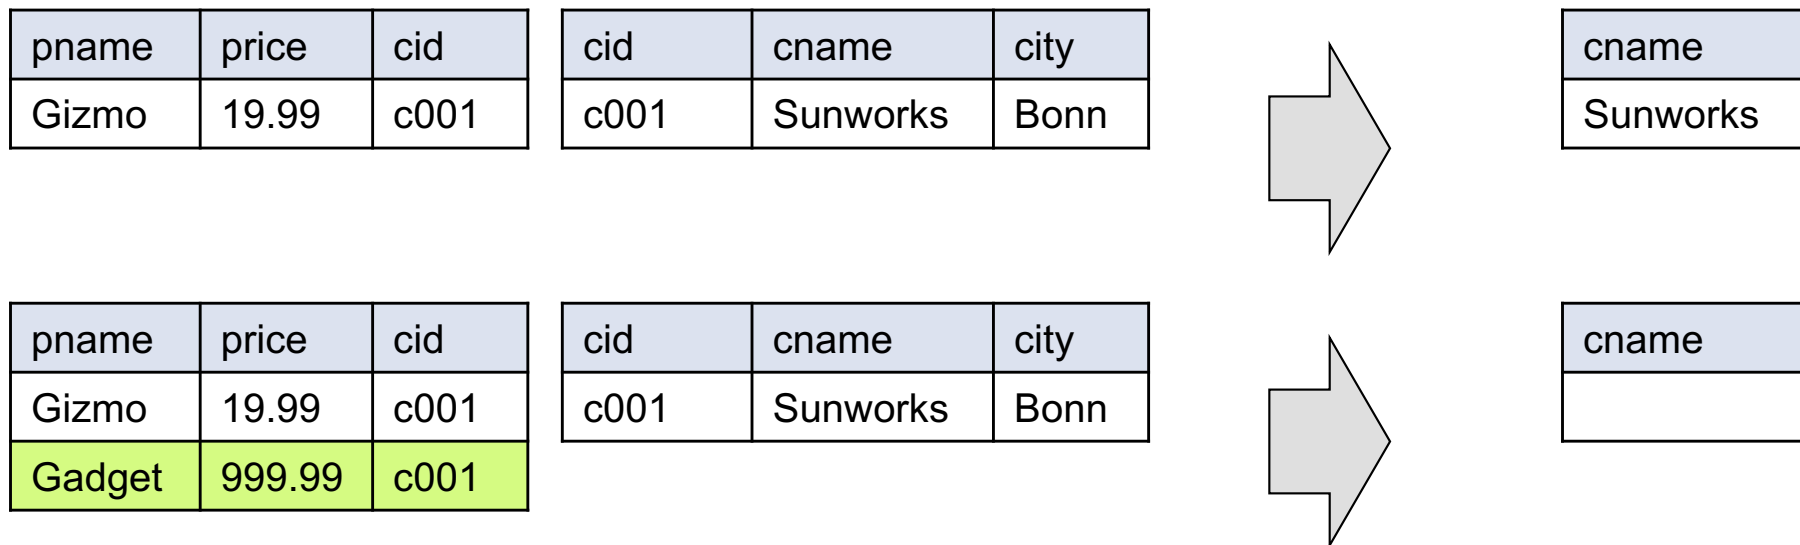 pname price cid cid cname city cname
Gizmo 19.99 c001 c001 Sunworks Bonn Sunworks
pname price cid cid cname city cname
Gizmo 19.99 c001 c001 Sunworks Bonn
Gadget 999.99 c001